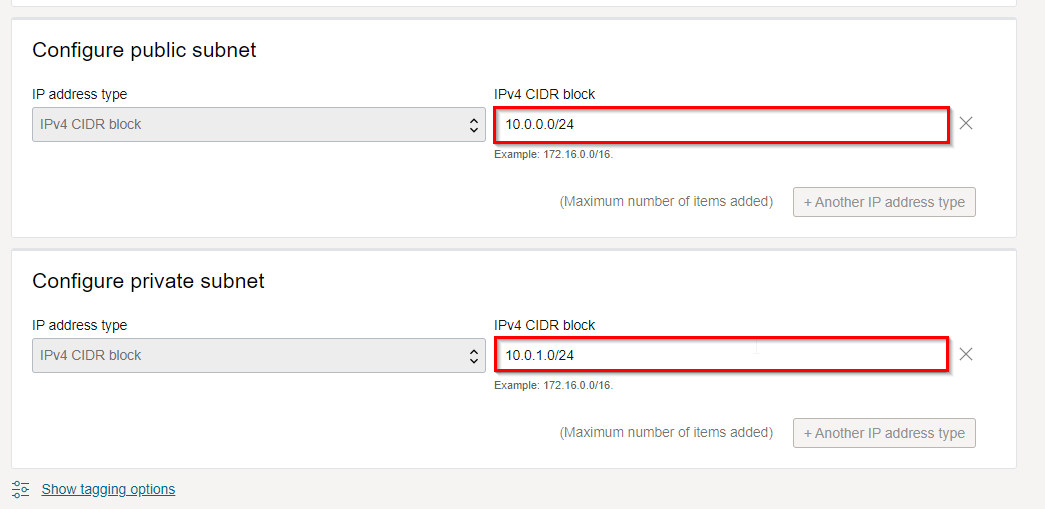 Configure public subnet
IP address type
IPv4 CIDR block
IPv4 CIDR block
10.0.0.0/24
Example: 172.16.0.0/16.
(Maximum number of items added)
+ Another IP address type
Configure private subnet
IP address type
IPv4 CIDR block
IPv4 CIDR block
10.0.1.0/24
Example: 172.16.0.0/16.
(Maximum number of items added)
+ Another IP address type
Show tagging options